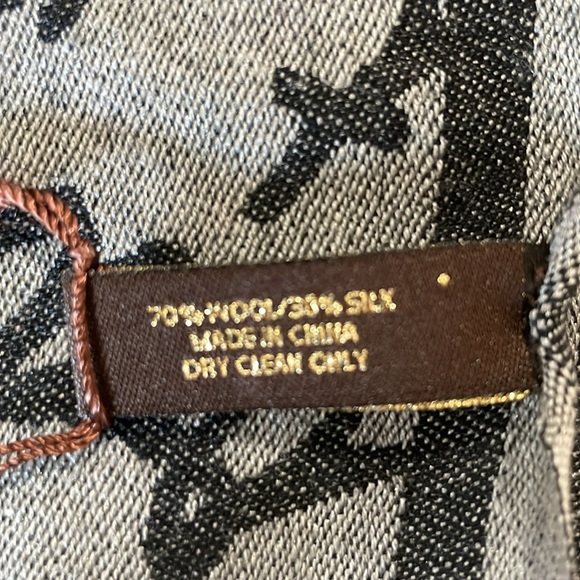 70% WOOL/30% SILK
MADE IN CHINA
DRY CLEAN ONLY